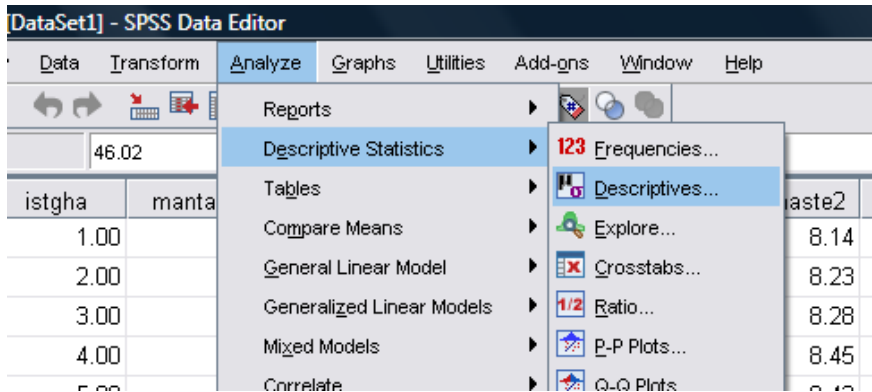 [DataSet1] - SPSS Data Editor
Data Transform Analyze Graphs Utilities Add-ons Window Help
Reports
46.02
Descriptive Statistics
123 Frequencies...
istgha manta
Tables
Descriptives...
aste2
1.00
Compare Means
Explore...
8.14
2.00
General Linear Model
Crosstabs...
8.23
3.00
Generalized Linear Models
1/2 Ratio...
8.28
4.00
Mixed Models
P-P Plots...
8.45
Correlate
Q-Q Plots